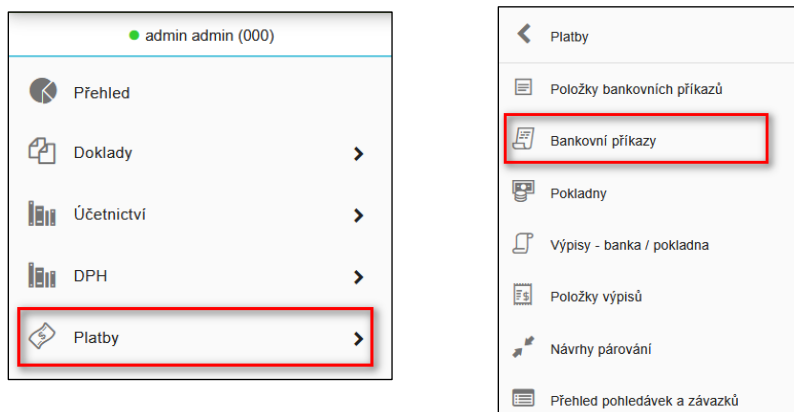 admin admin (000)
Přehled
Doklady
Účetnictví
DPH
Platby
Platby
Položky bankovních příkazů
Bankovní příkazy
Pokladny
Výpisy - banka / pokladna
Položky výpisů
Návrhy párování
Přehled pohledávek a závazků